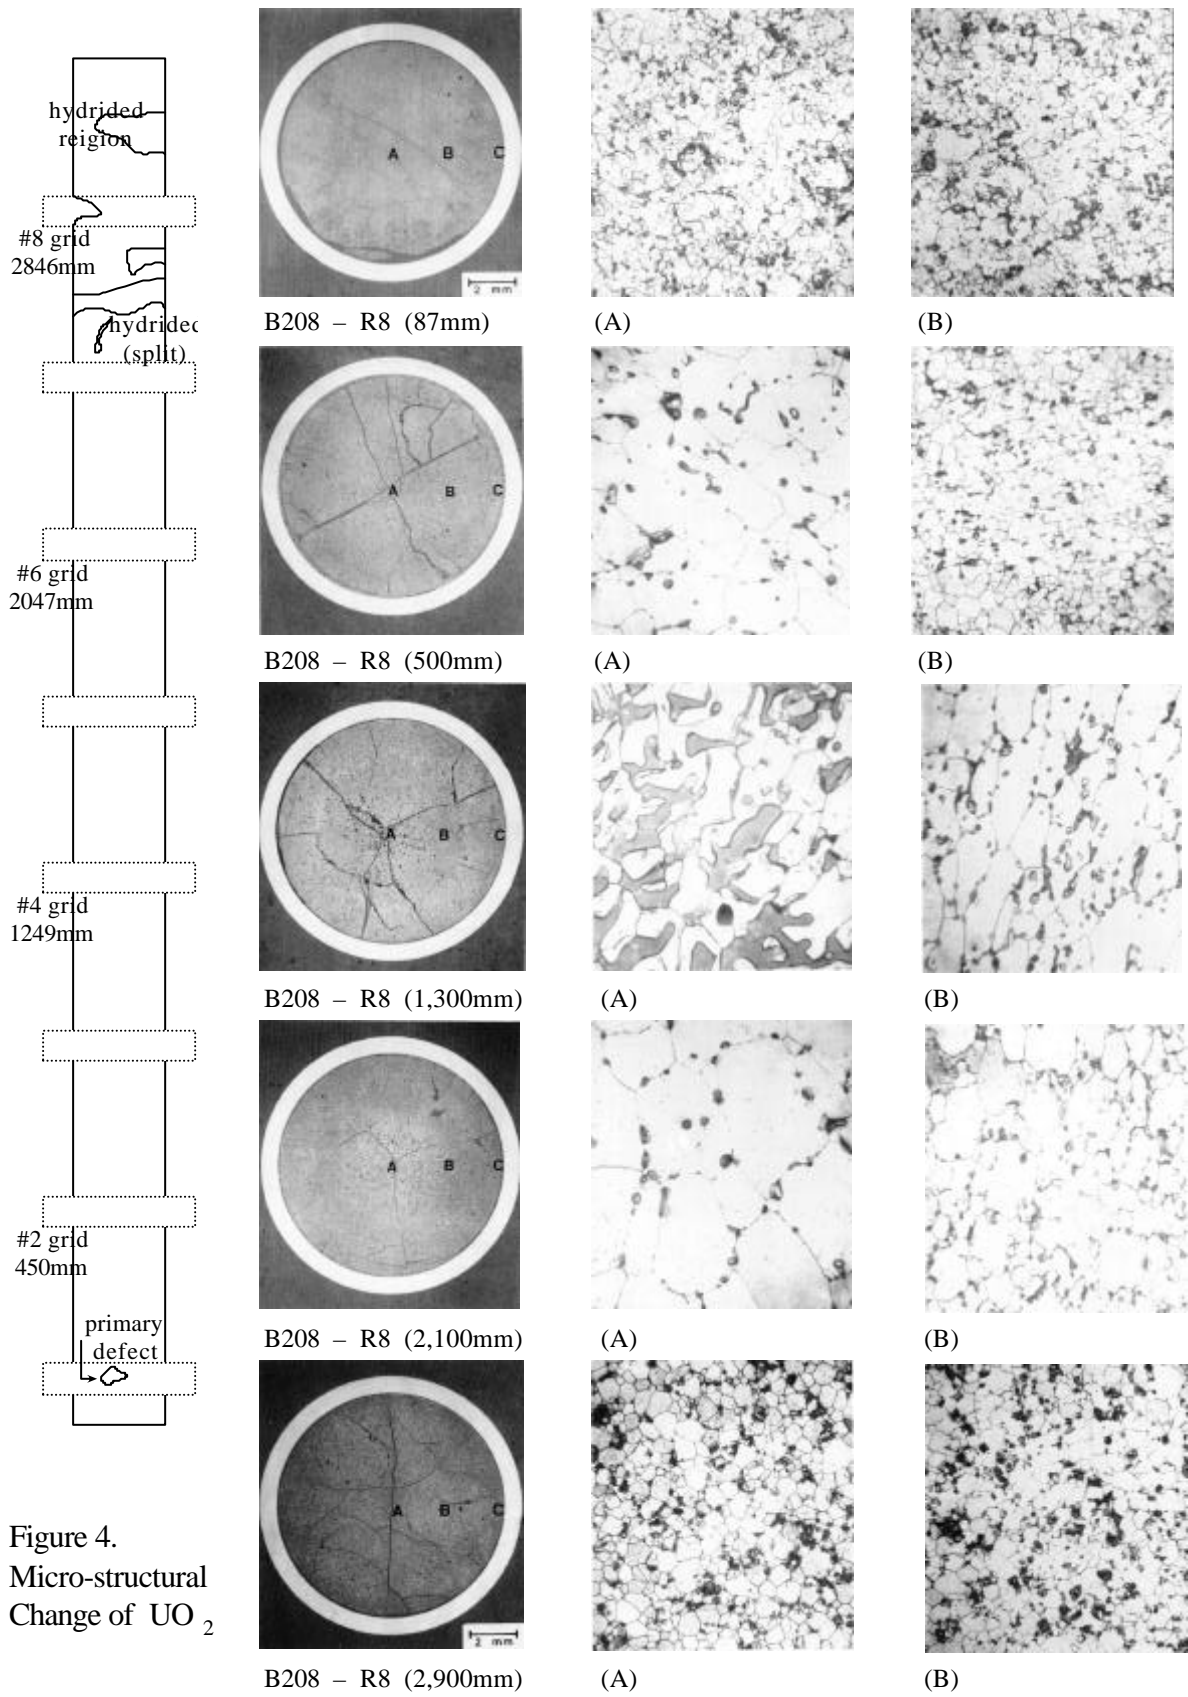 hydrided
reigion
#8 grid
2846mm
hydrided
(split)
#6 grid
2047mm
#4 grid
1249mm
#2 grid
450mm
primary
defect
Figure 4.
Micro-structural
Change of UO 2
A B C
2 mm
B208 – R8 (87mm) (A) (B)
A B C
B208 – R8 (500mm) (A) (B)
A B C
B208 – R8 (1,300mm) (A) (B)
A B C
B208 – R8 (2,100mm) (A) (B)
A B C
2 mm
B208 – R8 (2,900mm) (A) (B)